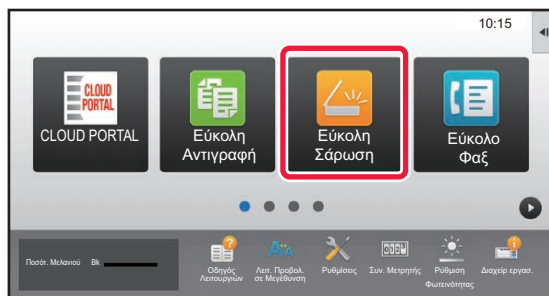 10:15
CLOUD
PORTAL
CLOUD PORTAL
Εύκολη
Αντιγραφή
Εύκολη
Σάρωση
Εύκολο
Φαξ
Ποσότ. Μελανιού Bk
Οδηγός
Λειτουργιών
Λειτ. Προβολ.
σε Μεγέθυνση
Ρυθμίσεις
Συν. Μετρητής
Ρύθμιση
Φωτεινότητας
Διαχείρ εργασ.